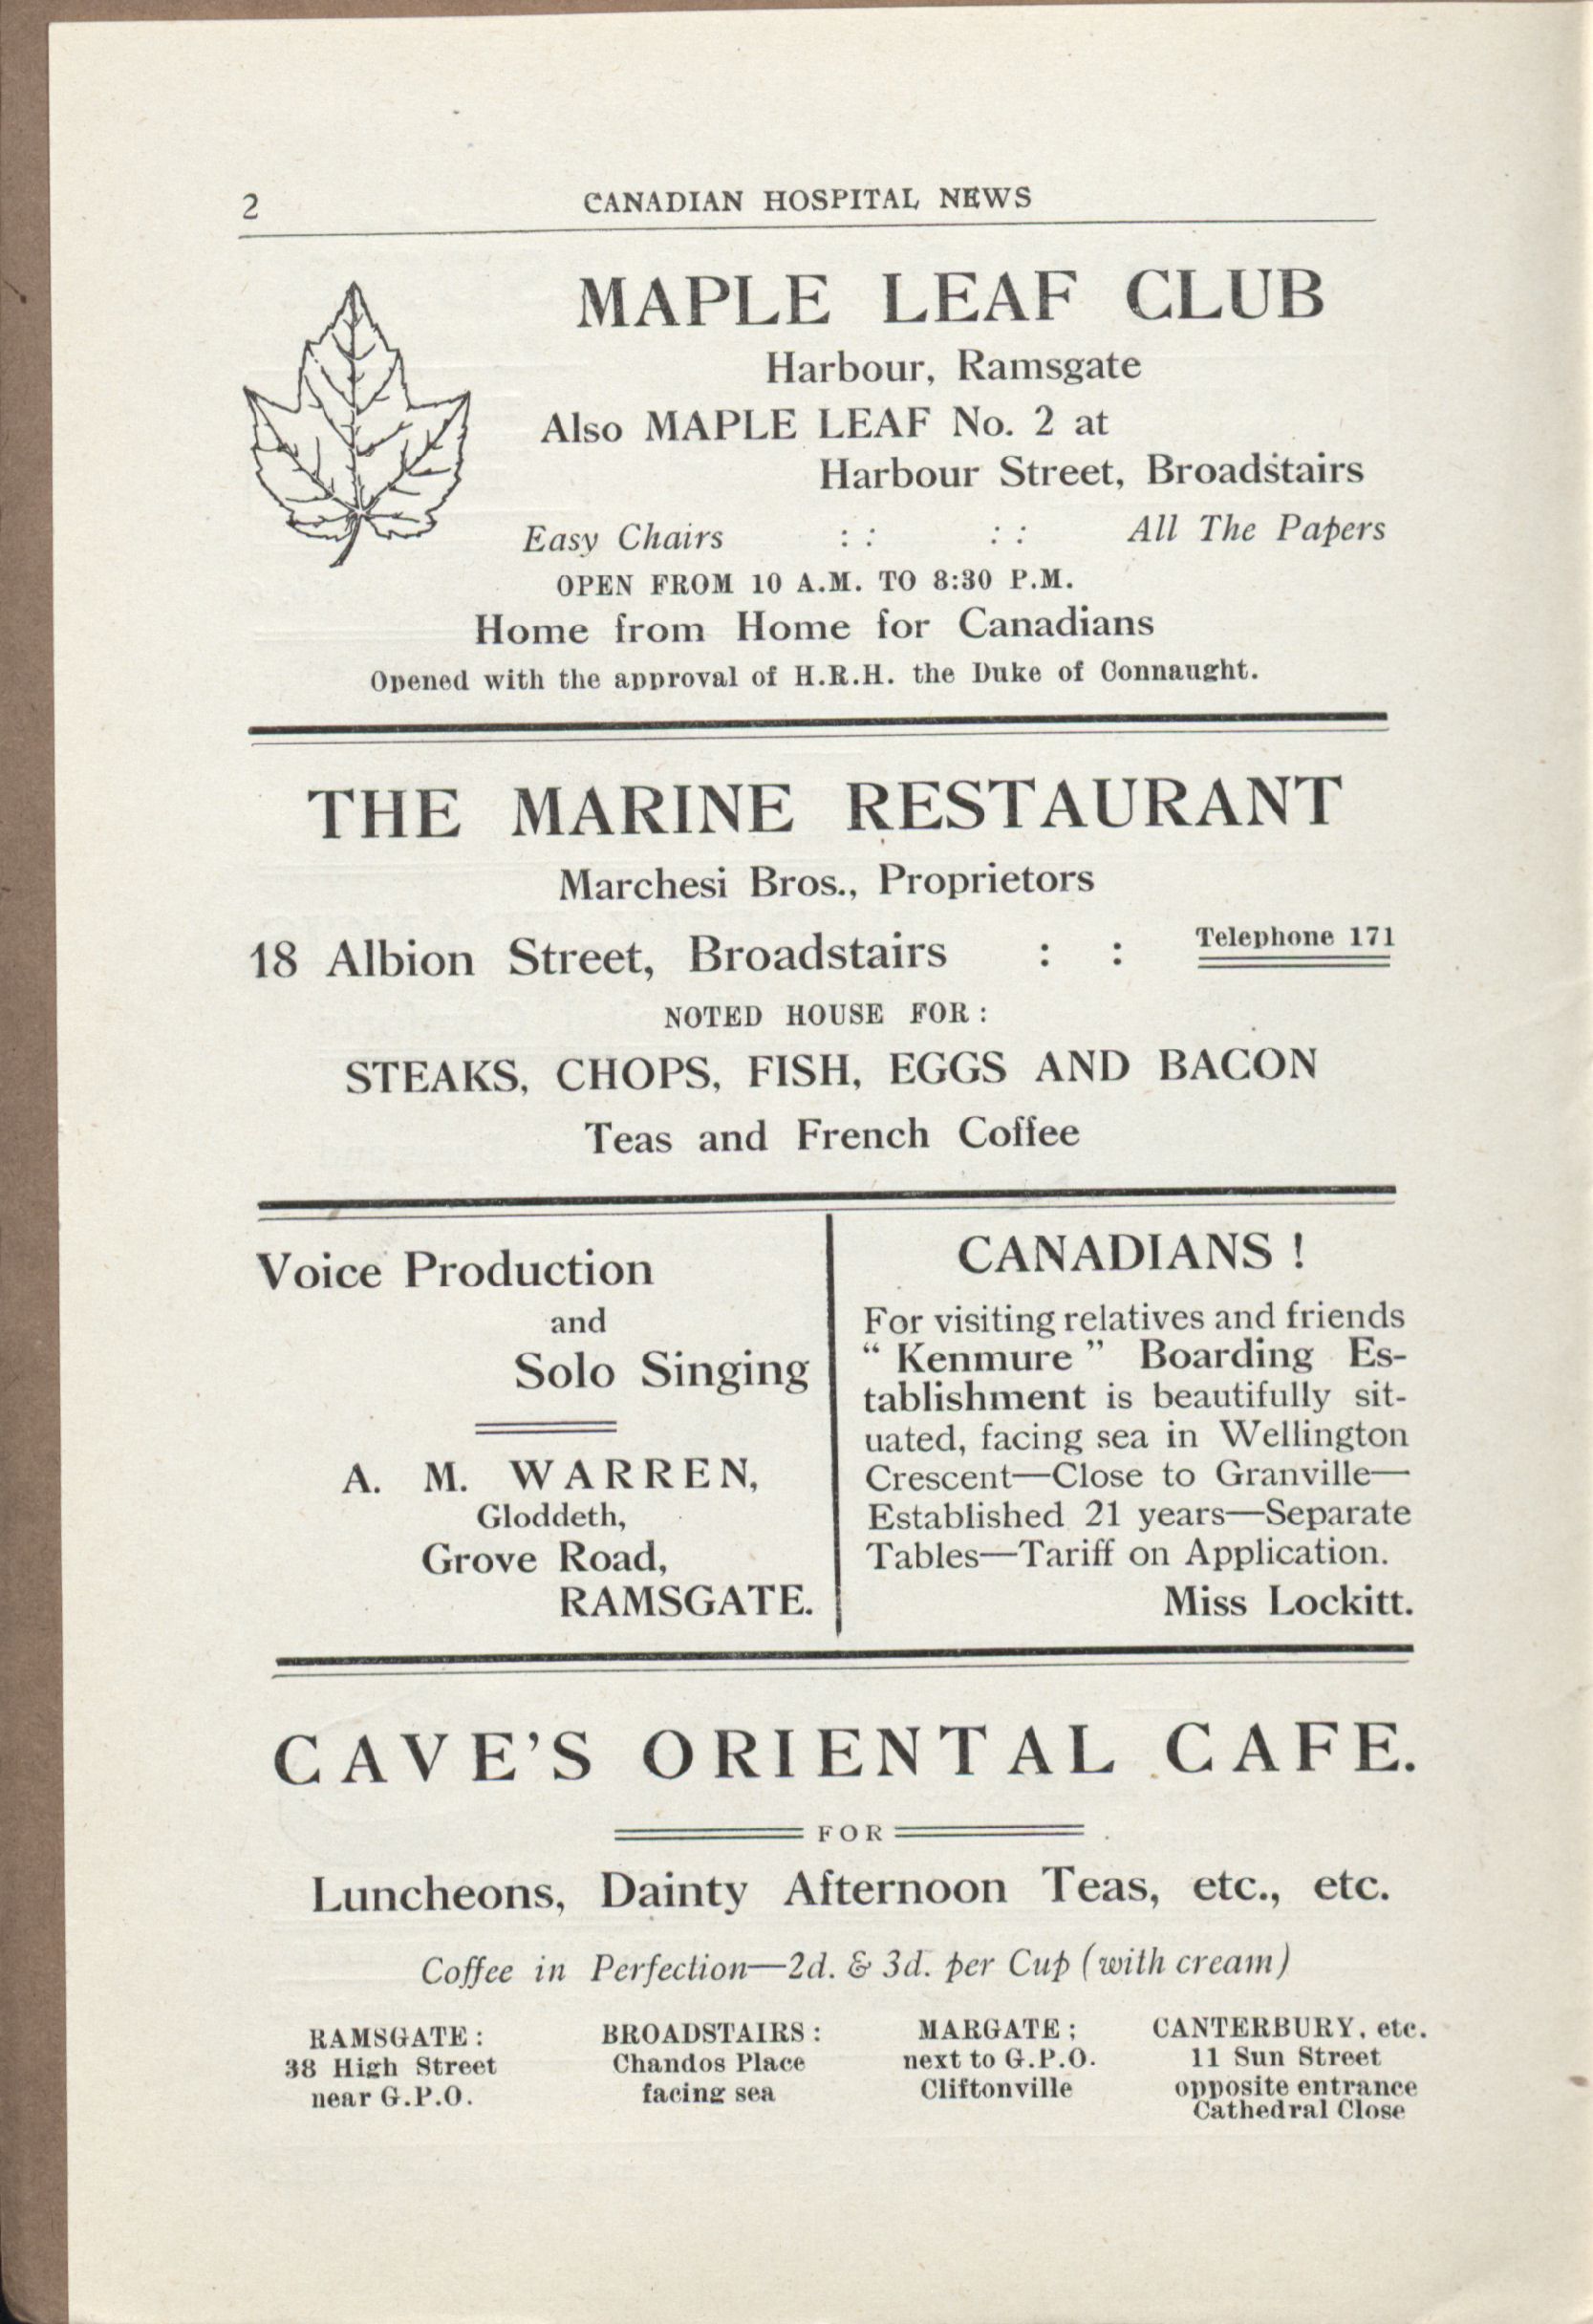 2
CANADIAN HOSPITAL NEWS
MAPLE LEAF CLUB
Harbour, Ramsgate
Also MAPLE LEAF No. 2 at
Harbour Street, Broadstairs
Easy Chairs : : : : All The Papers
OPEN FROM 10 A.M. TO 8:30 P.M.
Home from Home for Canadians
Opened with the approval of H.R.H. the Duke of Connaught.
THE MARINE RESTAURANT
Marchesi Bros., Proprietors
18 Albion Street, Broadstairs : : Telephone 171
NOTED HOUSE FOR :
STEAKS, CHOPS, FISH, EGGS AND BACON
Teas and French Coffee
Voice Production
and
Solo Singing
A. M. WARREN,
Gloddeth,
Grove Road,
RAMSGATE.
CANADIANS !
For visiting relatives and friends
“ Kenmure ” Boarding Es-
tablishment is beautifully sit-
uated, facing sea in Wellington
Crescent—Close to Granville—
Established 21 years—Separate
Tables—Tariff on Application.
Miss Lockitt.
CAVE'S ORIENTAL CAFE.
FOR
Luncheons, Dainty Afternoon Teas, etc., etc.
Coffee in Perfection—2d. & 3d. per Cup (with cream)
RAMSGATE :
38 High Street
near G.P.O.
BROADSTAIRS :
Chandos Place
facing sea
MARGATE ;
next to G.P.O.
Cliftonville
CANTERBURY, etc.
11 Sun Street
opposite entrance
Cathedral Close